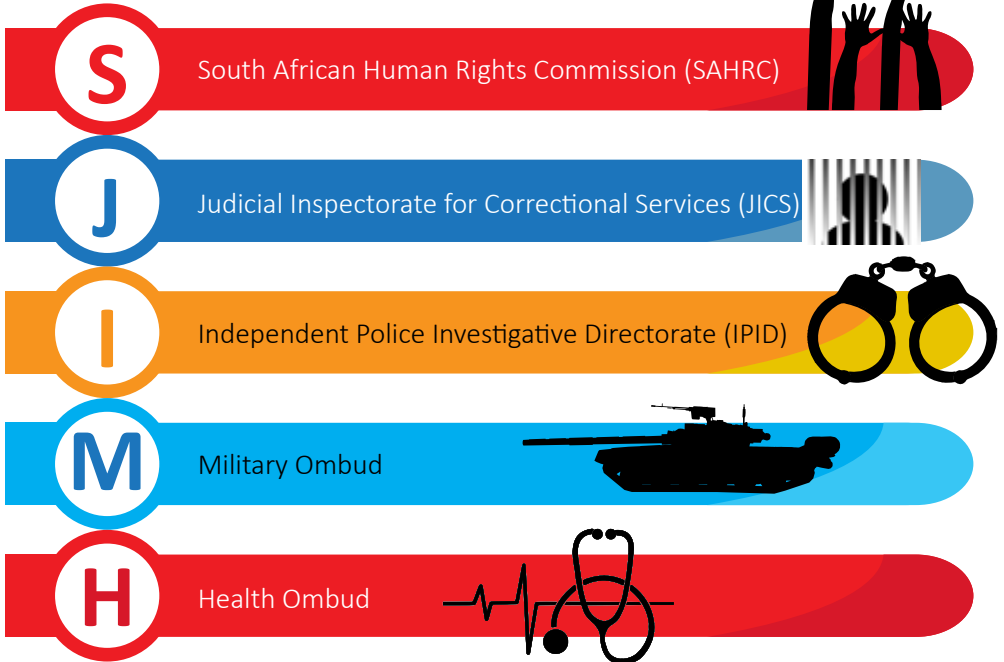 S
South African Human Rights Commission (SAHRC)
J
Judicial Inspectorate for Correctional Services (JICS)
I
Independent Police Investigative Directorate (IPID)
M
Military Ombud
H
Health Ombud